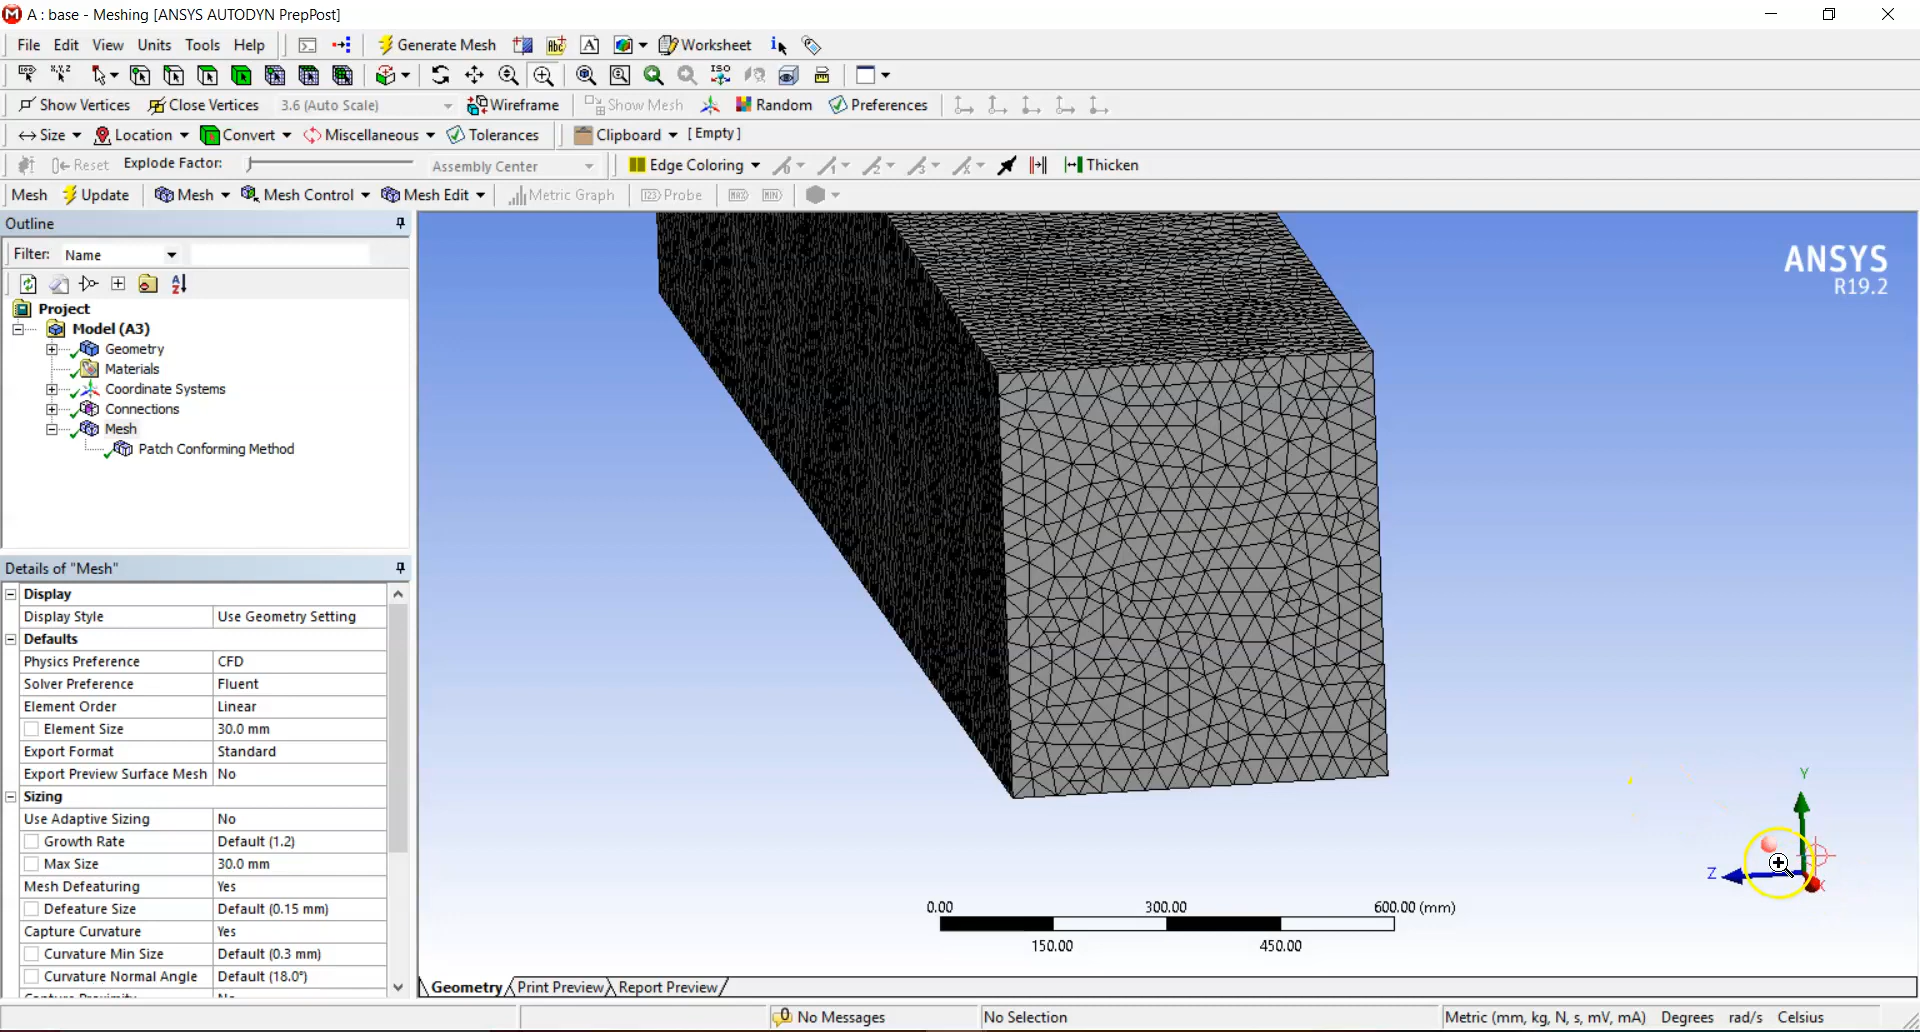 A : base - Meshing [ANSYS AUTODYN PrepPost]
File Edit View Units Tools Help Generate Mesh Abc A Worksheet
ISO
Show Vertices Close Vertices 3.6 (Auto Scale) Wireframe Show Mesh Random Preferences
Size Location Convert Miscellaneous Tolerances Clipboard [ Empty ]
Reset Explode Factor: Assembly Center Edge Coloring Thicken
Mesh Update Mesh Mesh Control Mesh Edit Metric Graph Probe MAX MIN
Outline
Filter: Name
Project
Model (A3)
Geometry
Materials
Coordinate Systems
Connections
Mesh
Patch Conforming Method
Details of "Mesh"
Display
Display Style Use Geometry Setting
Defaults
Physics Preference CFD
Solver Preference Fluent
Element Order Linear
Element Size 30.0 mm
Export Format Standard
Export Preview Surface Mesh No
Sizing
Use Adaptive Sizing No
Growth Rate Default (1.2)
Max Size 30.0 mm
Mesh Defeaturing Yes
Defeature Size Default (0.15 mm)
Capture Curvature Yes
Curvature Min Size Default (0.3 mm)
Curvature Normal Angle Default (18.0°)
ANSYS
R19.2
Y
Z
X
0.00 300.00 600.00 (mm)
150.00 450.00
Geometry Print Preview Report Preview
No Messages No Selection Metric (mm, kg, N, s, mV, mA) Degrees rad/s Celsius